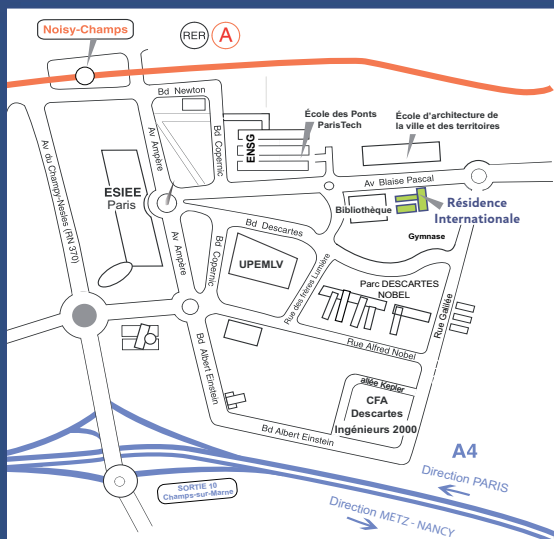 Noisy-Champs
RER A
Bd Newton
Av du Champy-Nesles (RN 370)
Av Ampère
Bd Copernic
ENSG
École des Ponts
ParisTech
École d'architecture de
la ville et des territoires
ESIEE
Paris
Av Blaise Pascal
Bibliothèque
Résidence
Internationale
Gymnase
Bd Descartes
Av Ampère
Bd Copernic
UPEMLV
Rue des frères Lumière
Parc DESCARTES
NOBEL
Rue Galilée
Rue Alfred Nobel
Bd Albert Einstein
allée Kepler
CFA
Descartes
Ingénieurs 2000
Bd Albert Einstein
A4
Direction PARIS
SORTIE 10
Champs-sur-Marne
Direction METZ - NANCY